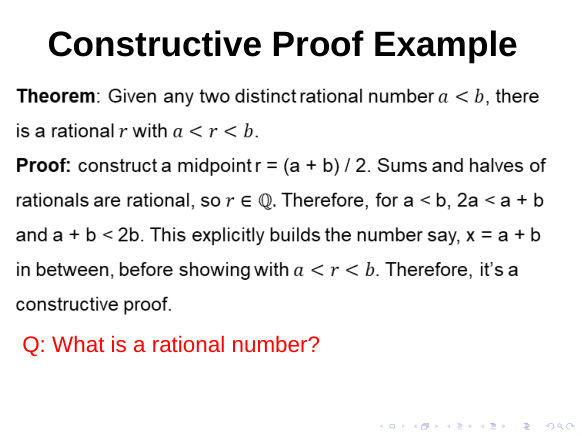 Constructive Proof Example
Theorem: Given any two distinct rational number a < b, there
is a rational r with a < r < b.
Proof: construct a midpoint r = (a + b) / 2. Sums and halves of
rationals are rational, so r ∈ ℚ. Therefore, for a < b, 2a < a + b
and a + b < 2b. This explicitly builds the number say, x = a + b
in between, before showing with a < r < b. Therefore, it’s a
constructive proof.
Q: What is a rational number?